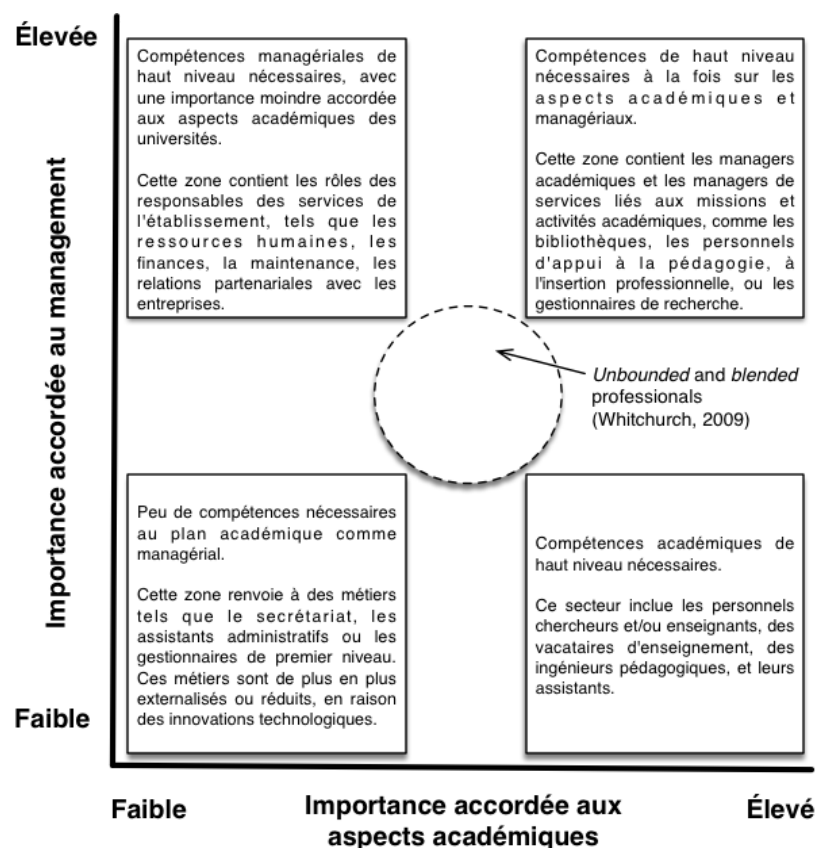 Élevée
Importance accordée au management
Faible
Compétences managériales de
haut niveau nécessaires, avec
une importance moindre accordée
aux aspects académiques des
universités.
Cette zone contient les rôles des
responsables des services de
l'établissement, tels que les
ressources humaines, les
finances, la maintenance, les
relations partenariales avec les
entreprises.
Compétences de haut niveau
nécessaires à la fois sur les
aspects académiques et
managériaux.
Cette zone contient les managers
académiques et les managers de
services liés aux missions et
activités académiques, comme les
bibliothèques, les personnels
d'appui à la pédagogie, à
l'insertion professionnelle, ou les
gestionnaires de recherche.
Unbounded and blended
professionals
(Whitchurch, 2009)
Peu de compétences nécessaires
au plan académique comme
managérial.
Cette zone renvoie à des métiers
tels que le secrétariat, les
assistants administratifs ou les
gestionnaires de premier niveau.
Ces métiers sont de plus en plus
externalisés ou réduits, en raison
des innovations technologiques.
Compétences académiques de
haut niveau nécessaires.
Ce secteur inclue les personnels
chercheurs et/ou enseignants, des
vacataires d'enseignement, des
ingénieurs pédagogiques, et leurs
assistants.
Faible
Importance accordée aux
aspects académiques
Élevé